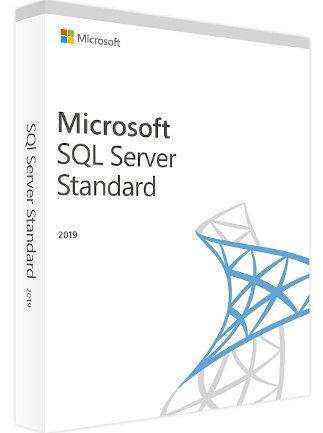 Microsoft
Microsoft
SQL Server
Standard
2019
SQl Server Standard 2019